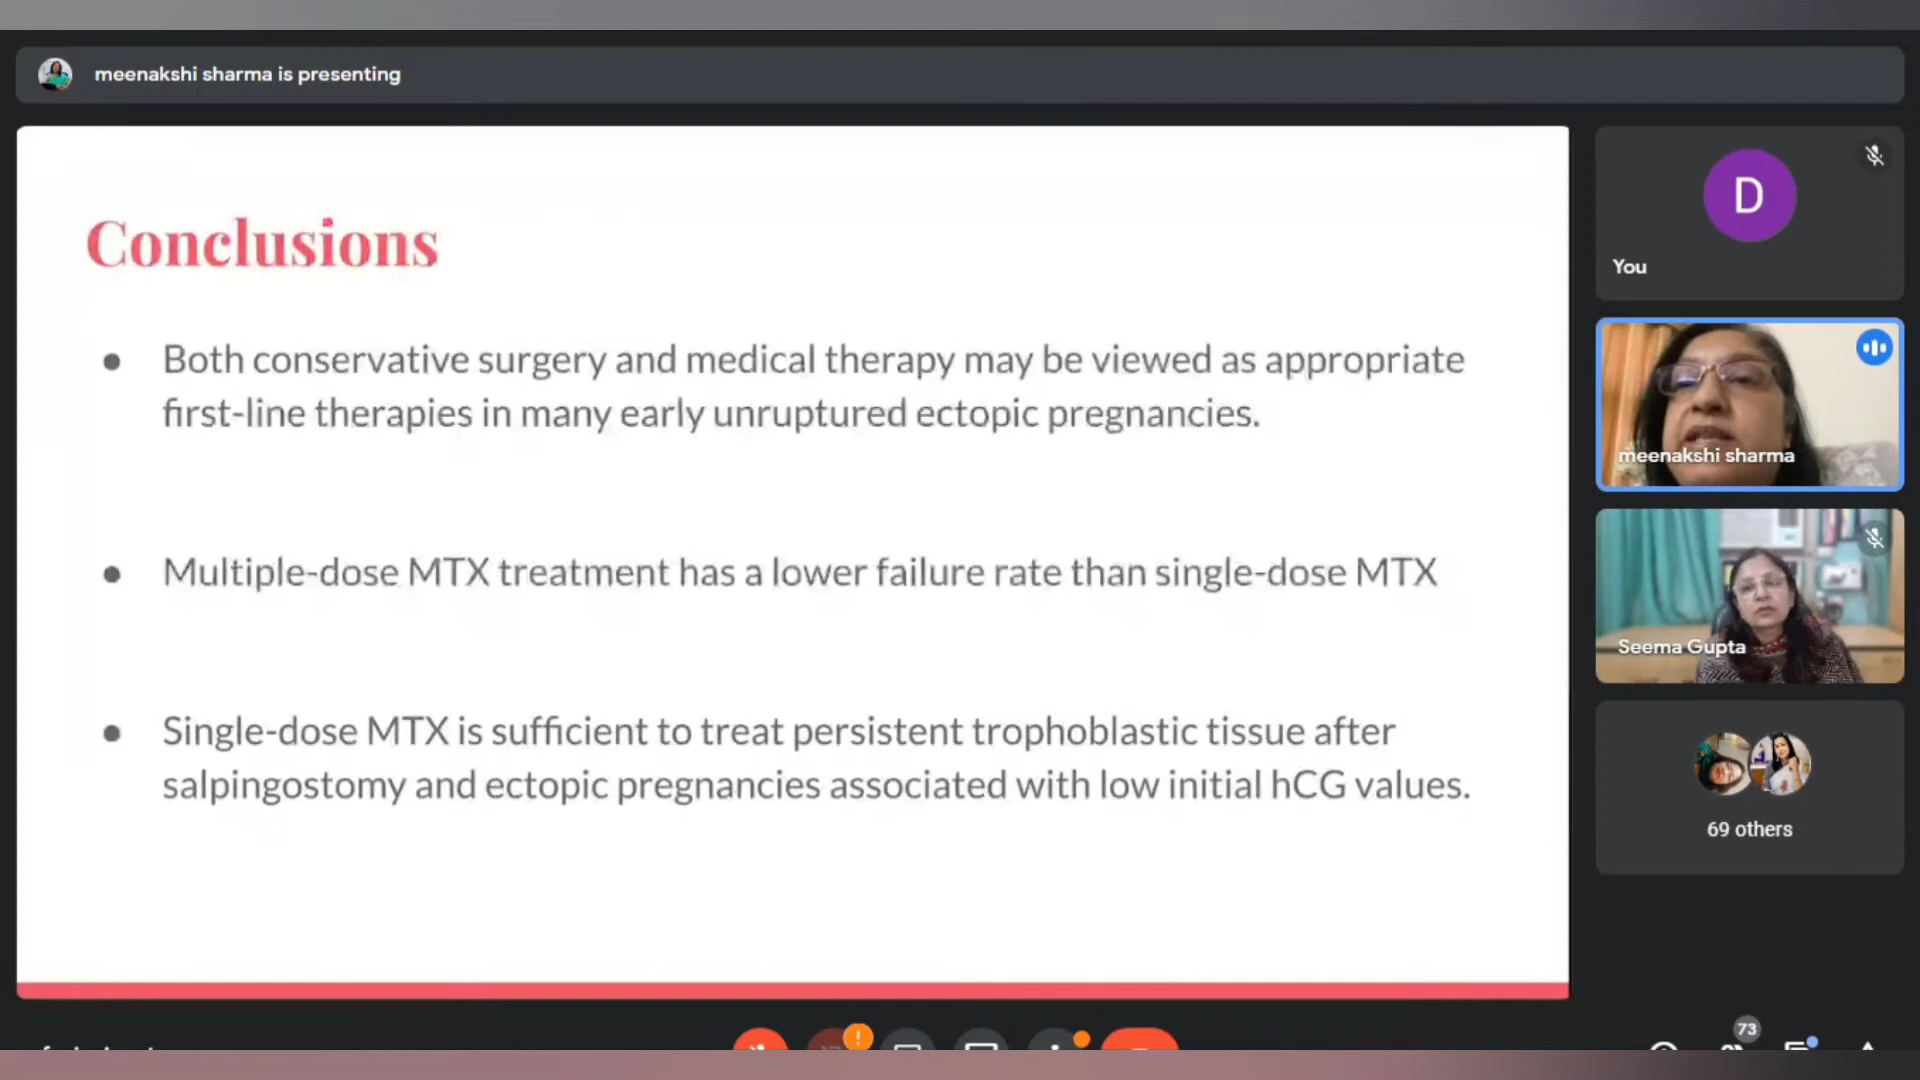 meenakshi sharma is presenting
Conclusions
Both conservative surgery and medical therapy may be viewed as appropriate
first-line therapies in many early unruptured ectopic pregnancies.
Multiple-dose MTX treatment has a lower failure rate than single-dose MTX
Single-dose MTX is sufficient to treat persistent trophoblastic tissue after
salpingostomy and ectopic pregnancies associated with low initial hCG values.
D
You
meenakshi sharma
Seema Gupta
69 others
73